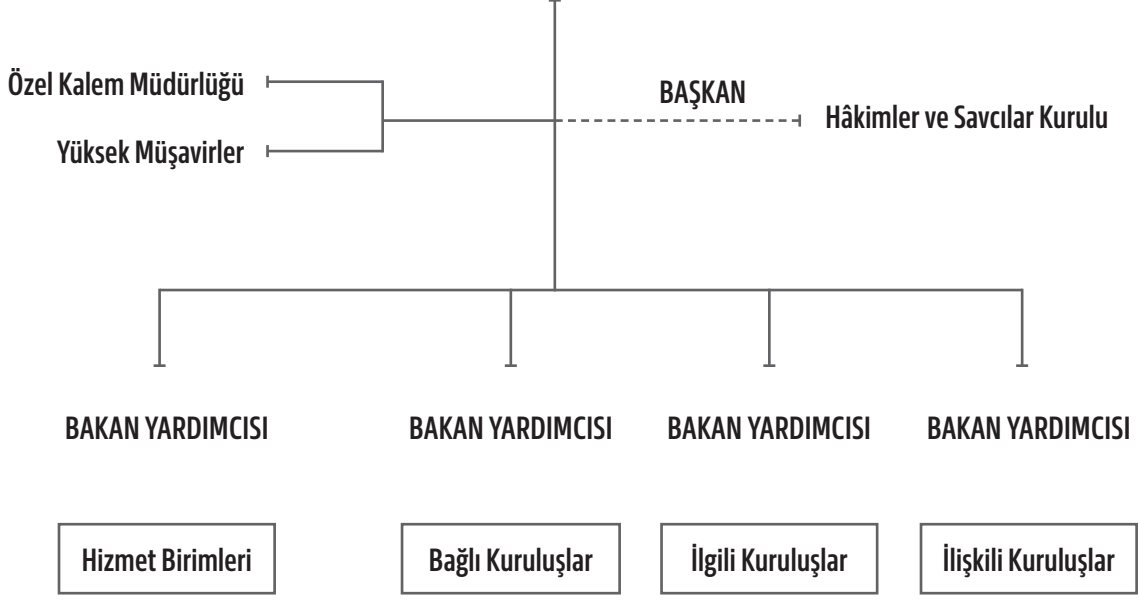 Özel Kalem Müdürlüğü
BAŞKAN
Hâkimler ve Savcılar Kurulu
Yüksek Müşavirler
BAKAN YARDIMCISI
BAKAN YARDIMCISI
BAKAN YARDIMCISI
BAKAN YARDIMCISI
Hizmet Birimleri
Bağlı Kuruluşlar
İlgili Kuruluşlar
İlişkili Kuruluşlar